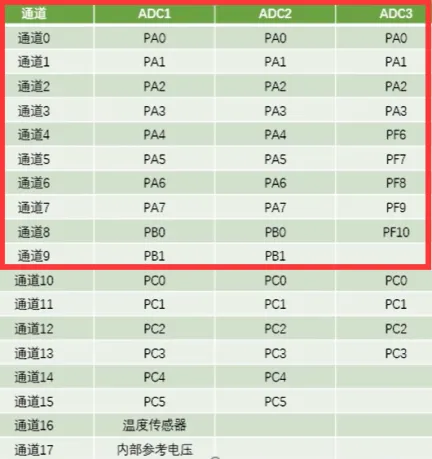 通道 ADC1 ADC2 ADC3
通道0 PA0 PA0 PA0
通道1 PA1 PA1 PA1
通道2 PA2 PA2 PA2
通道3 PA3 PA3 PA3
通道4 PA4 PA4 PF6
通道5 PA5 PA5 PF7
通道6 PA6 PA6 PF8
通道7 PA7 PA7 PF9
通道8 PB0 PB0 PF10
通道9 PB1 PB1
通道10 PC0 PC0 PC0
通道11 PC1 PC1 PC1
通道12 PC2 PC2 PC2
通道13 PC3 PC3 PC3
通道14 PC4 PC4
通道15 PC5 PC5
通道16 温度传感器
通道17 内部参考电压